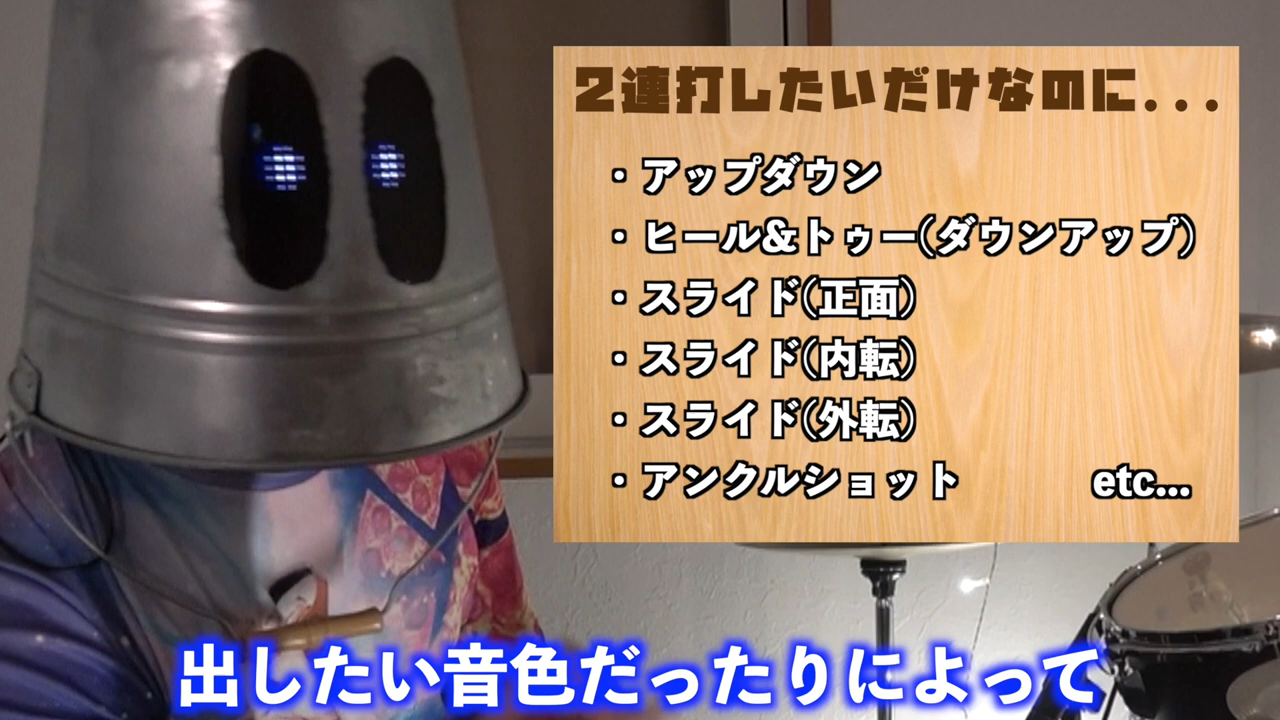 2連打したいだけなのに...
・アップダウン
・ヒール&トゥー(ダウンアップ)
・スライド(正面)
・スライド(内転)
・スライド(外転)
・アンクルショット etc...
出したい音色だったりによって